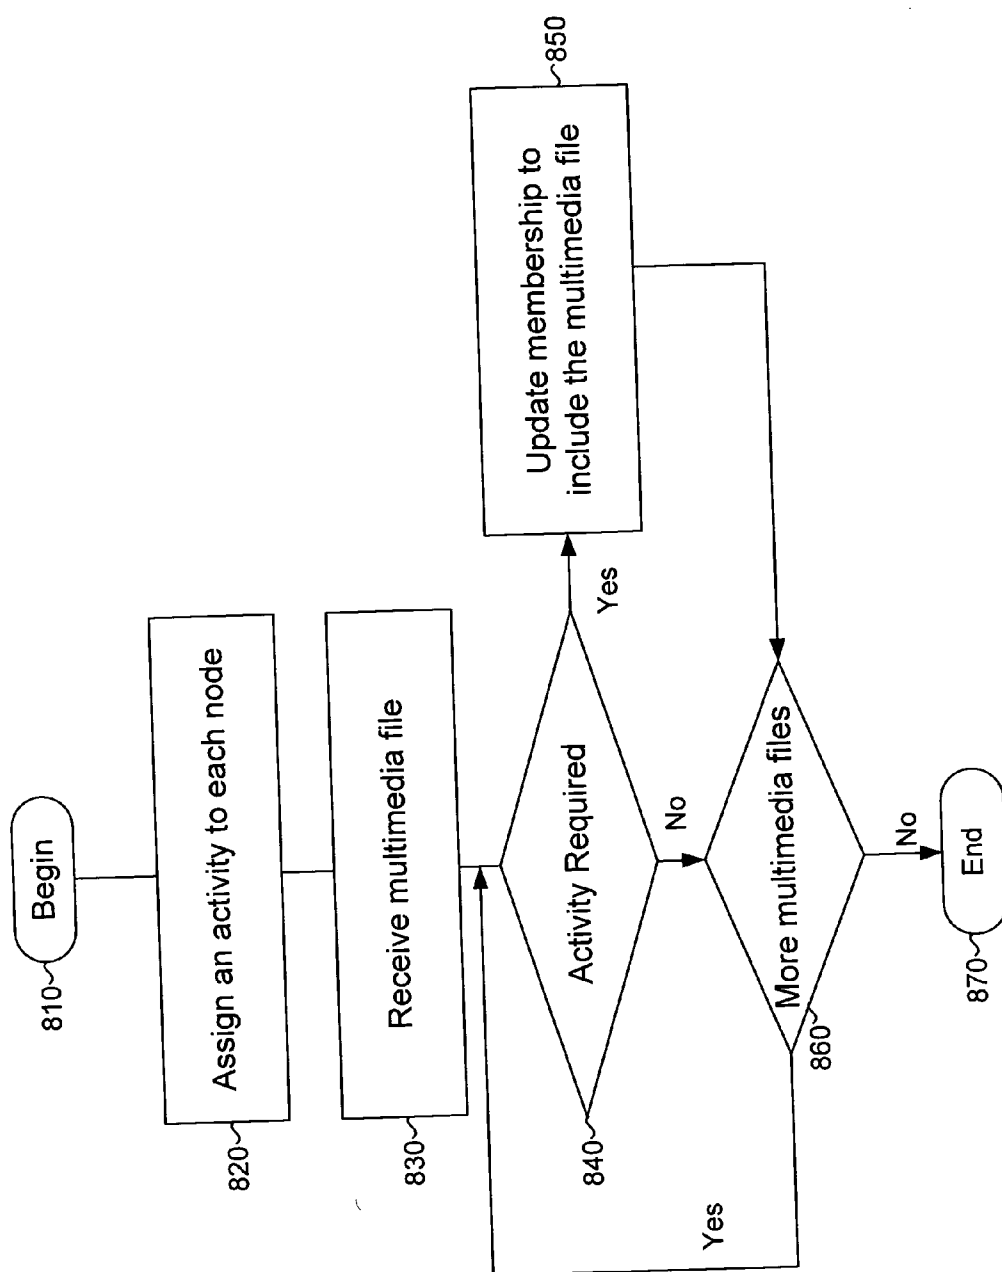 Begin
810
Assign an activity to each node
820
Receive multimedia file
830
Activity Required
840
Yes
No
Update membership to
include the multimedia file
850
More multimedia files
860
Yes
No
End
870